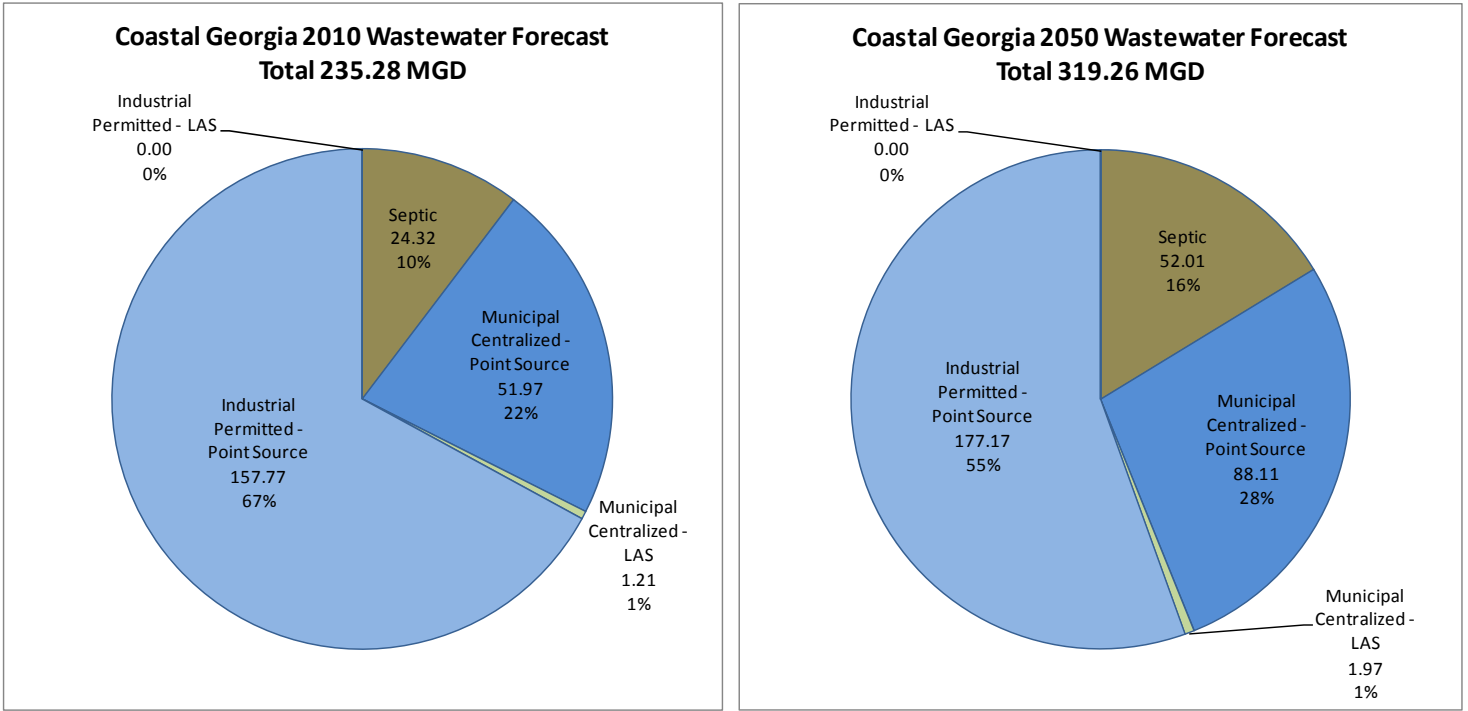 Coastal Georgia 2010 Wastewater Forecast
Total 235.28 MGD
Industrial
Permitted - LAS
0.00
0%
Septic
24.32
10%
Municipal
Centralized -
Point Source
51.97
22%
Industrial
Permitted -
Point Source
157.77
67%
Municipal
Centralized -
LAS
1.21
1%
Coastal Georgia 2050 Wastewater Forecast
Total 319.26 MGD
Industrial
Permitted - LAS
0.00
0%
Septic
52.01
16%
Industrial
Permitted -
Point Source
177.17
55%
Municipal
Centralized -
Point Source
88.11
28%
Municipal
Centralized -
LAS
1.97
1%